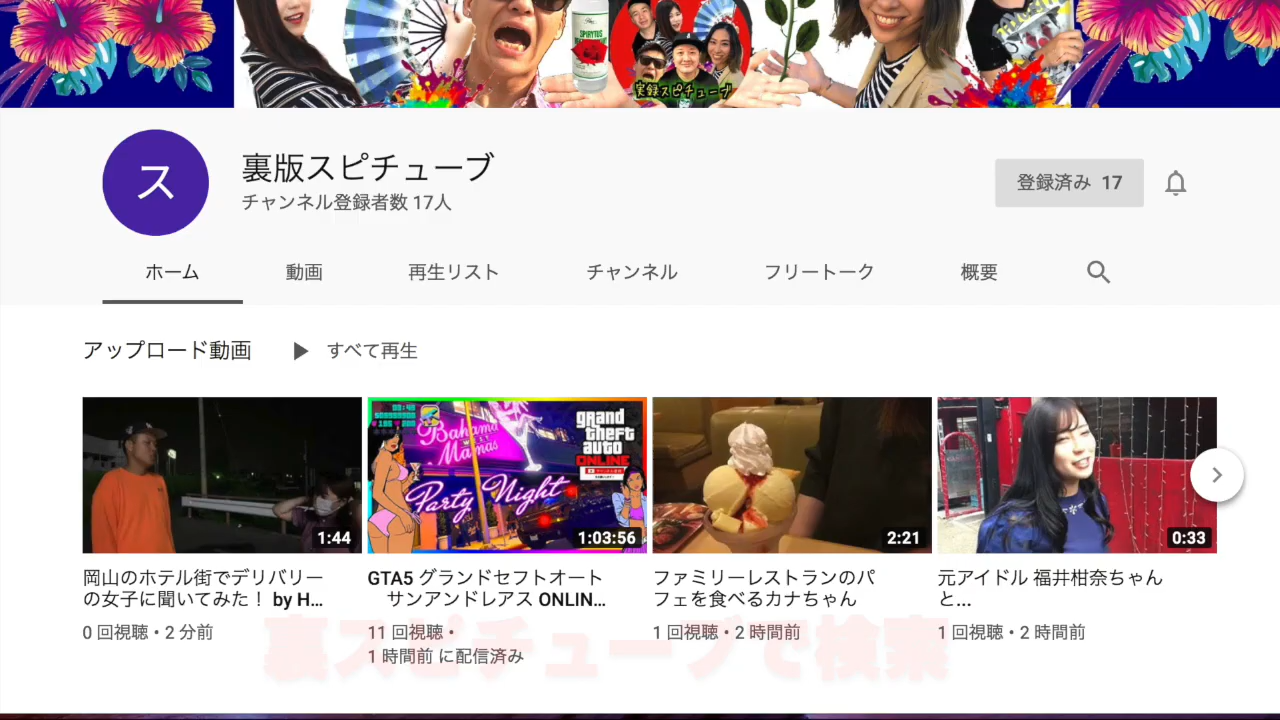 SPIRYTUS
実録スピチューブ
ス
裏版スピチューブ
チャンネル登録者数 17人
登録済み 17
ホーム
動画
再生リスト
チャンネル
フリートーク
概要
アップロード動画
すべて再生
1:44
Bahama
Mamas
Party Night
grand
theft
auto
ONLINE
1:03:56
2:21
0:33
岡山のホテル街でデリバリー
の女子に聞いてみた！ by H...
0 回視聴・2 分前
GTA5 グランドセフトオート
サンアンドレアス ONLIN...
11 回視聴・
1 時間前 に配信済み
ファミリーレストランのパ
フェを食べるカナちゃん
1 回視聴・2 時間前
元アイドル 福井柑奈ちゃん
と...
1 回視聴・2 時間前
裏スピチューブで検索